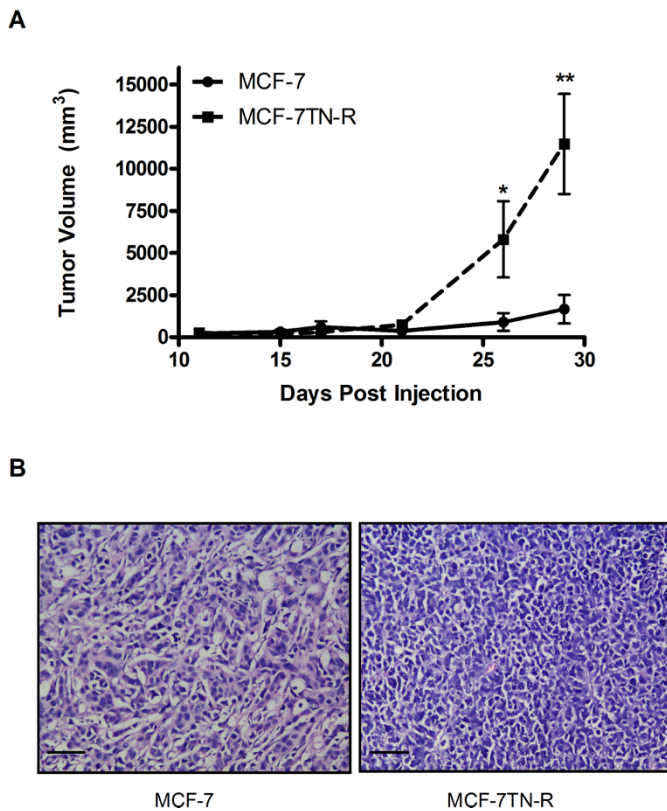 A
Tumor Volume (mm³)
15000
12500
10000
7500
5000
2500
0
MCF-7
MCF-7TN-R
*
**
10 15 20 25 30
Days Post Injection
B
MCF-7 MCF-7TN-R